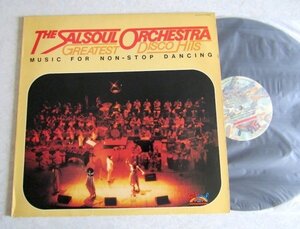 THE SALSOUL ORCHESTRA
GREATEST DISCO HITS
MUSIC FOR NON-STOP DANCING